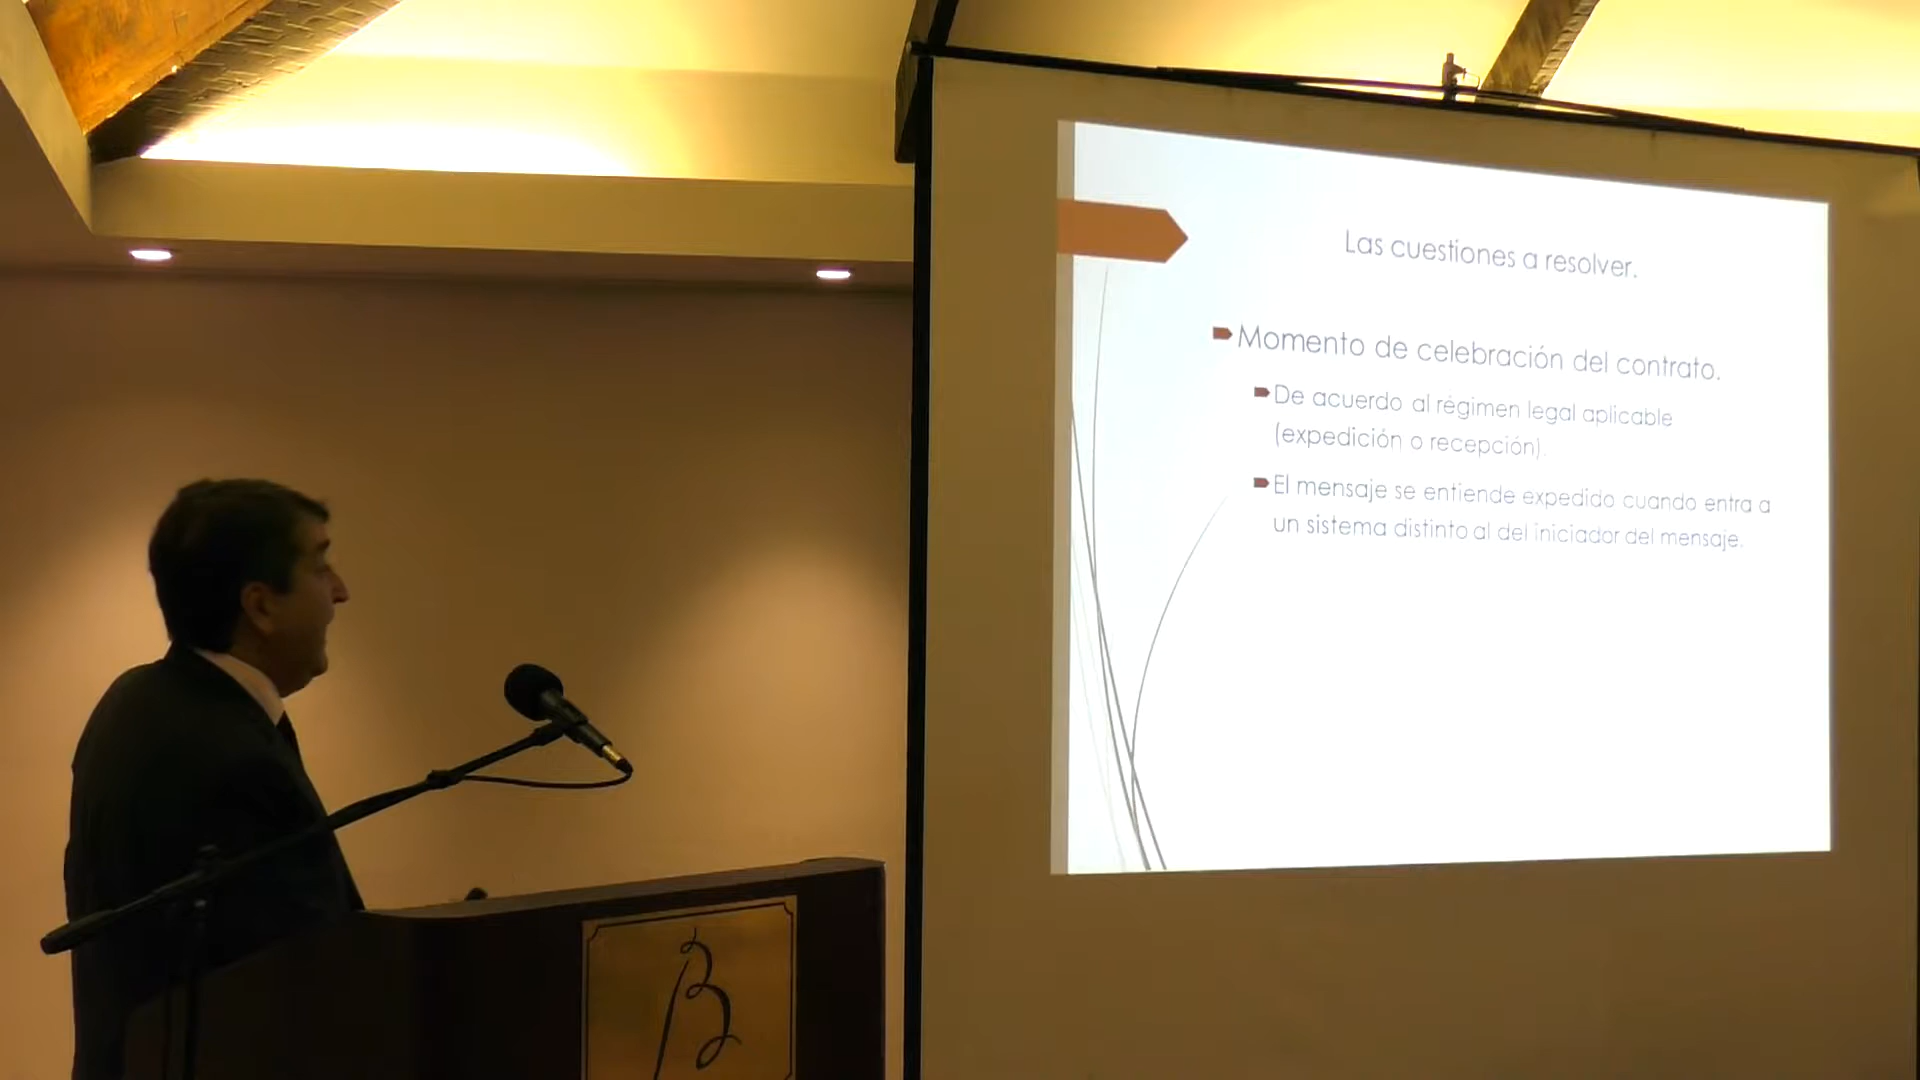 Las cuestiones a resolver.
Momento de celebración del contrato.
De acuerdo al régimen legal aplicable
(expedición o recepción).
El mensaje se entiende expedido cuando entra a
un sistema distinto al del iniciador del mensaje.
B